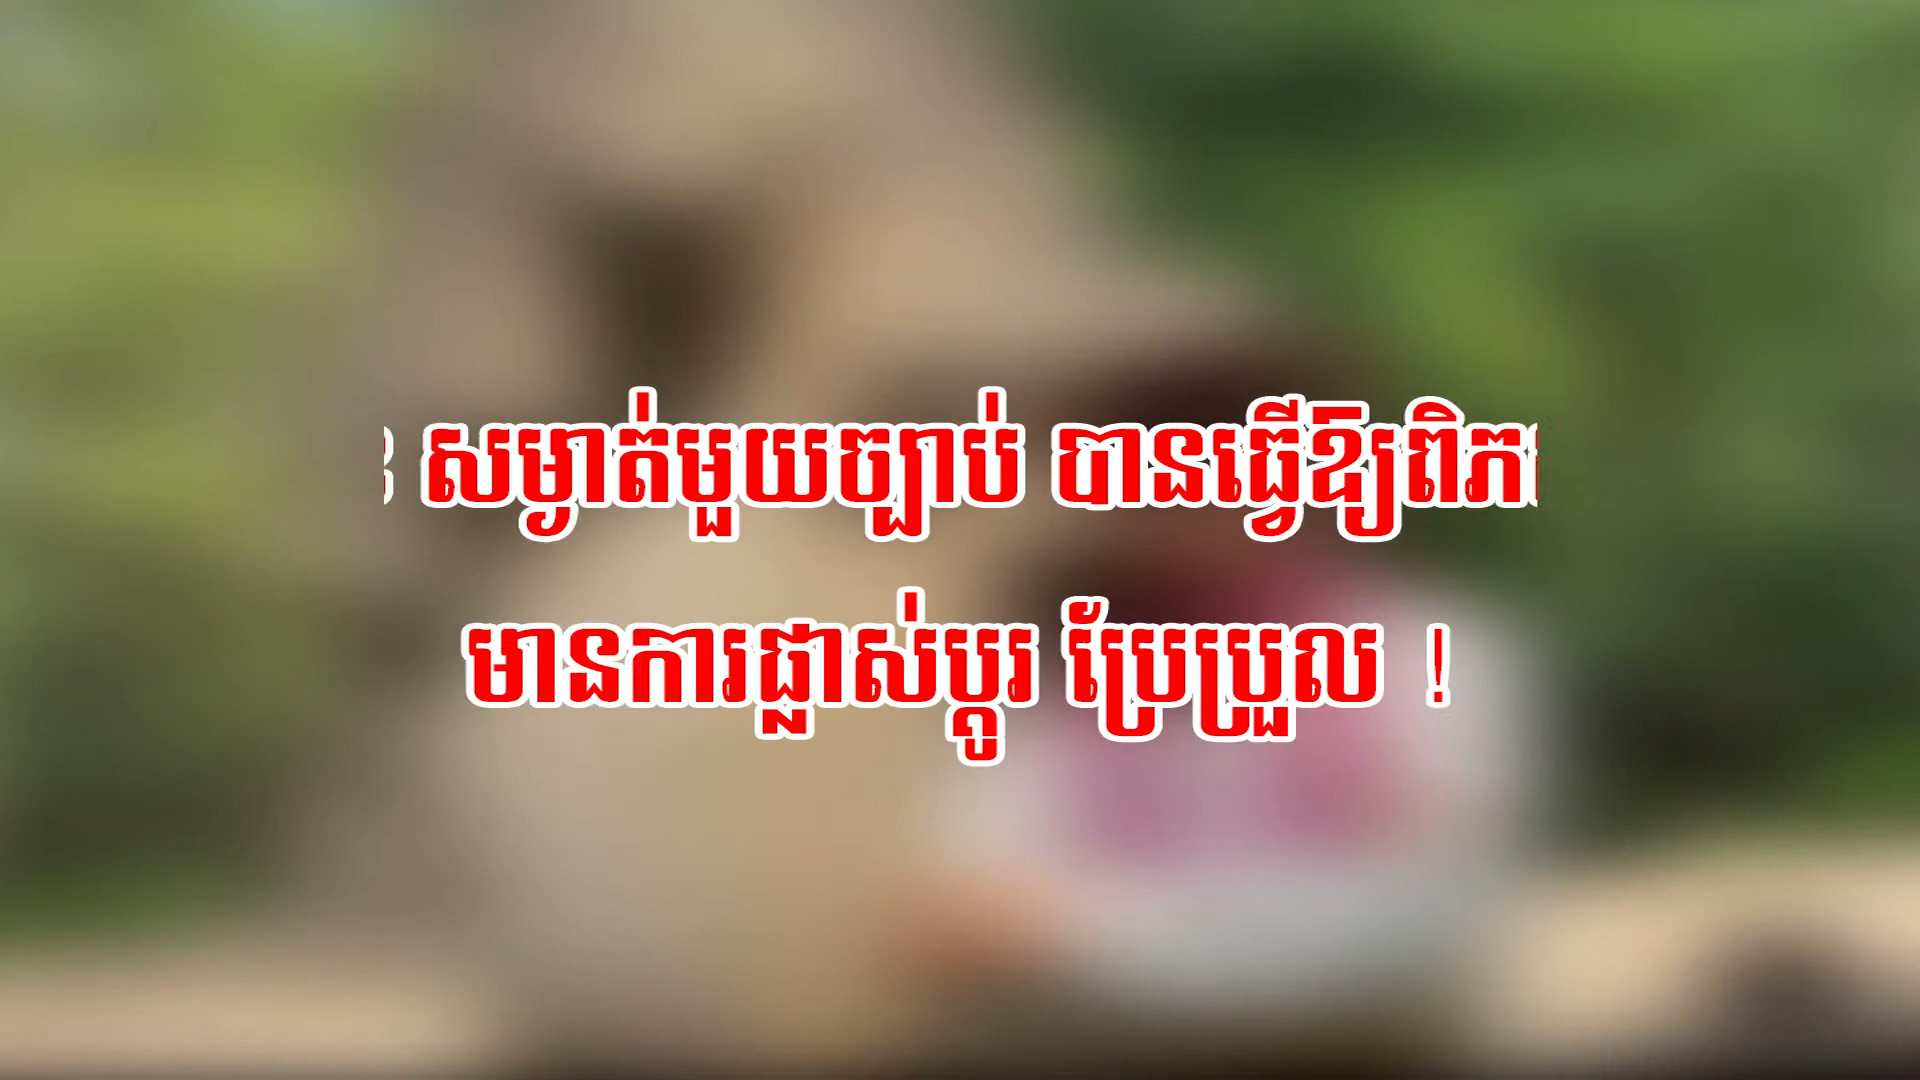 សម្ងាត់មួយច្បាប់ បានធ្វើឱ្យពិភ
មានការផ្លាស់ប្តូរ ប្រែប្រួល !